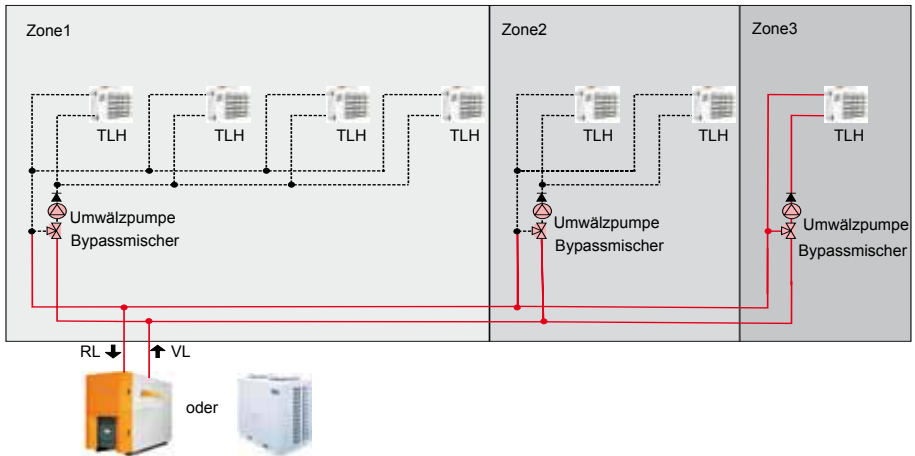 Zone1
Zone2
Zone3
TLH
TLH
TLH
TLH
TLH
TLH
TLH
Umwälzpumpe
Bypassmischer
Umwälzpumpe
Bypassmischer
Umwälzpumpe
Bypassmischer
RL
VL
oder